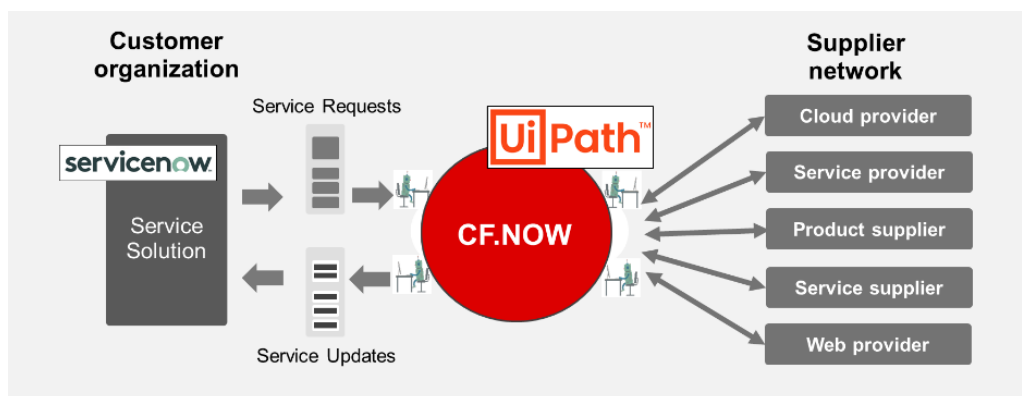 Customer
organization
Supplier
network
Service Requests
servicenow
Service
Solution
UiPath™
CF.NOW
Service Updates
Cloud provider
Service provider
Product supplier
Service supplier
Web provider